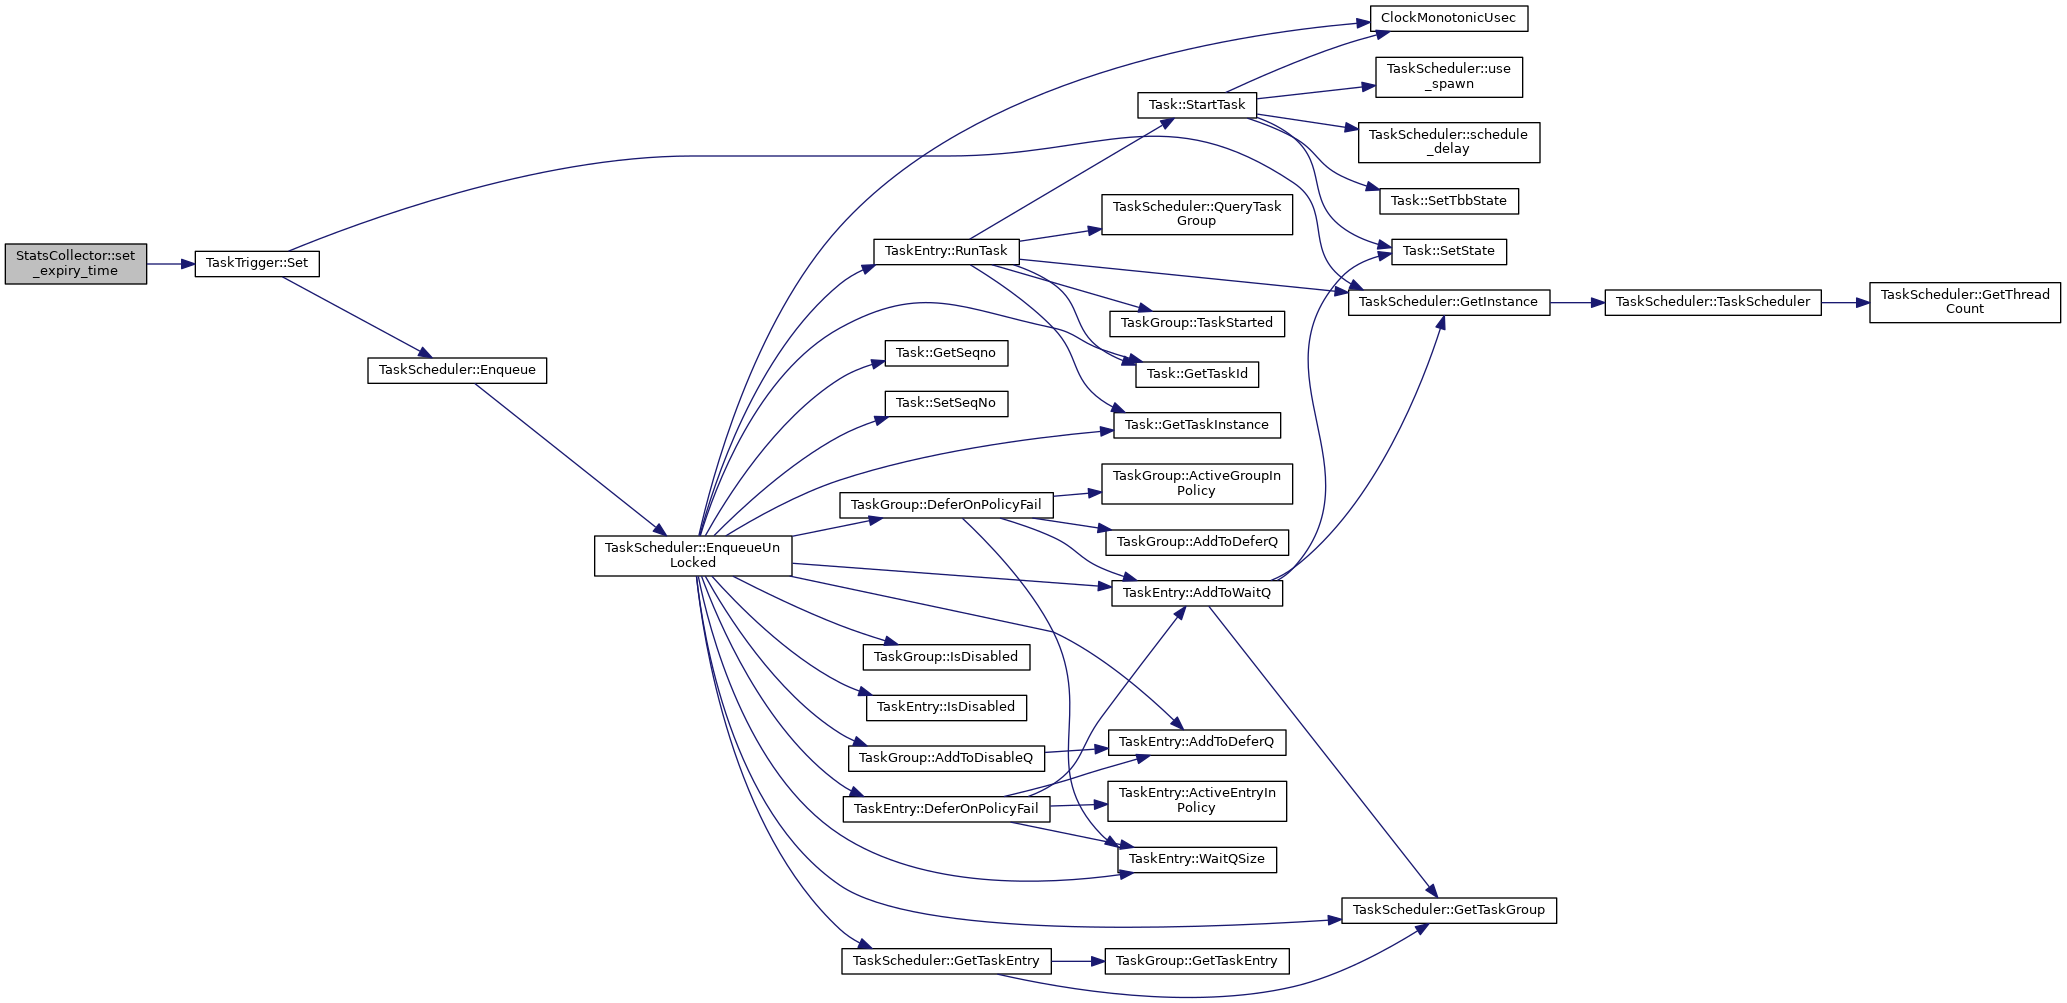 StatsCollector::set
_expiry_time
TaskTrigger::Set
TaskScheduler::Enqueue
TaskScheduler::EnqueueUn
Locked
TaskEntry::RunTask
Task::GetSeqno
Task::SetSeqNo
TaskGroup::DeferOnPolicyFail
TaskGroup::IsDisabled
TaskEntry::IsDisabled
TaskGroup::AddToDisableQ
TaskEntry::DeferOnPolicyFail
TaskScheduler::GetTaskEntry
Task::StartTask
TaskScheduler::QueryTask
Group
TaskGroup::TaskStarted
Task::GetTaskId
Task::GetTaskInstance
TaskGroup::ActiveGroupIn
Policy
TaskGroup::AddToDeferQ
TaskEntry::AddToWaitQ
TaskEntry::AddToDeferQ
TaskEntry::ActiveEntryIn
Policy
TaskEntry::WaitQSize
TaskGroup::GetTaskEntry
ClockMonotonicUsec
TaskScheduler::use
_spawn
TaskScheduler::schedule
_delay
Task::SetTbbState
Task::SetState
TaskScheduler::GetInstance
TaskScheduler::GetTaskGroup
TaskScheduler::TaskScheduler
TaskScheduler::GetThread
Count